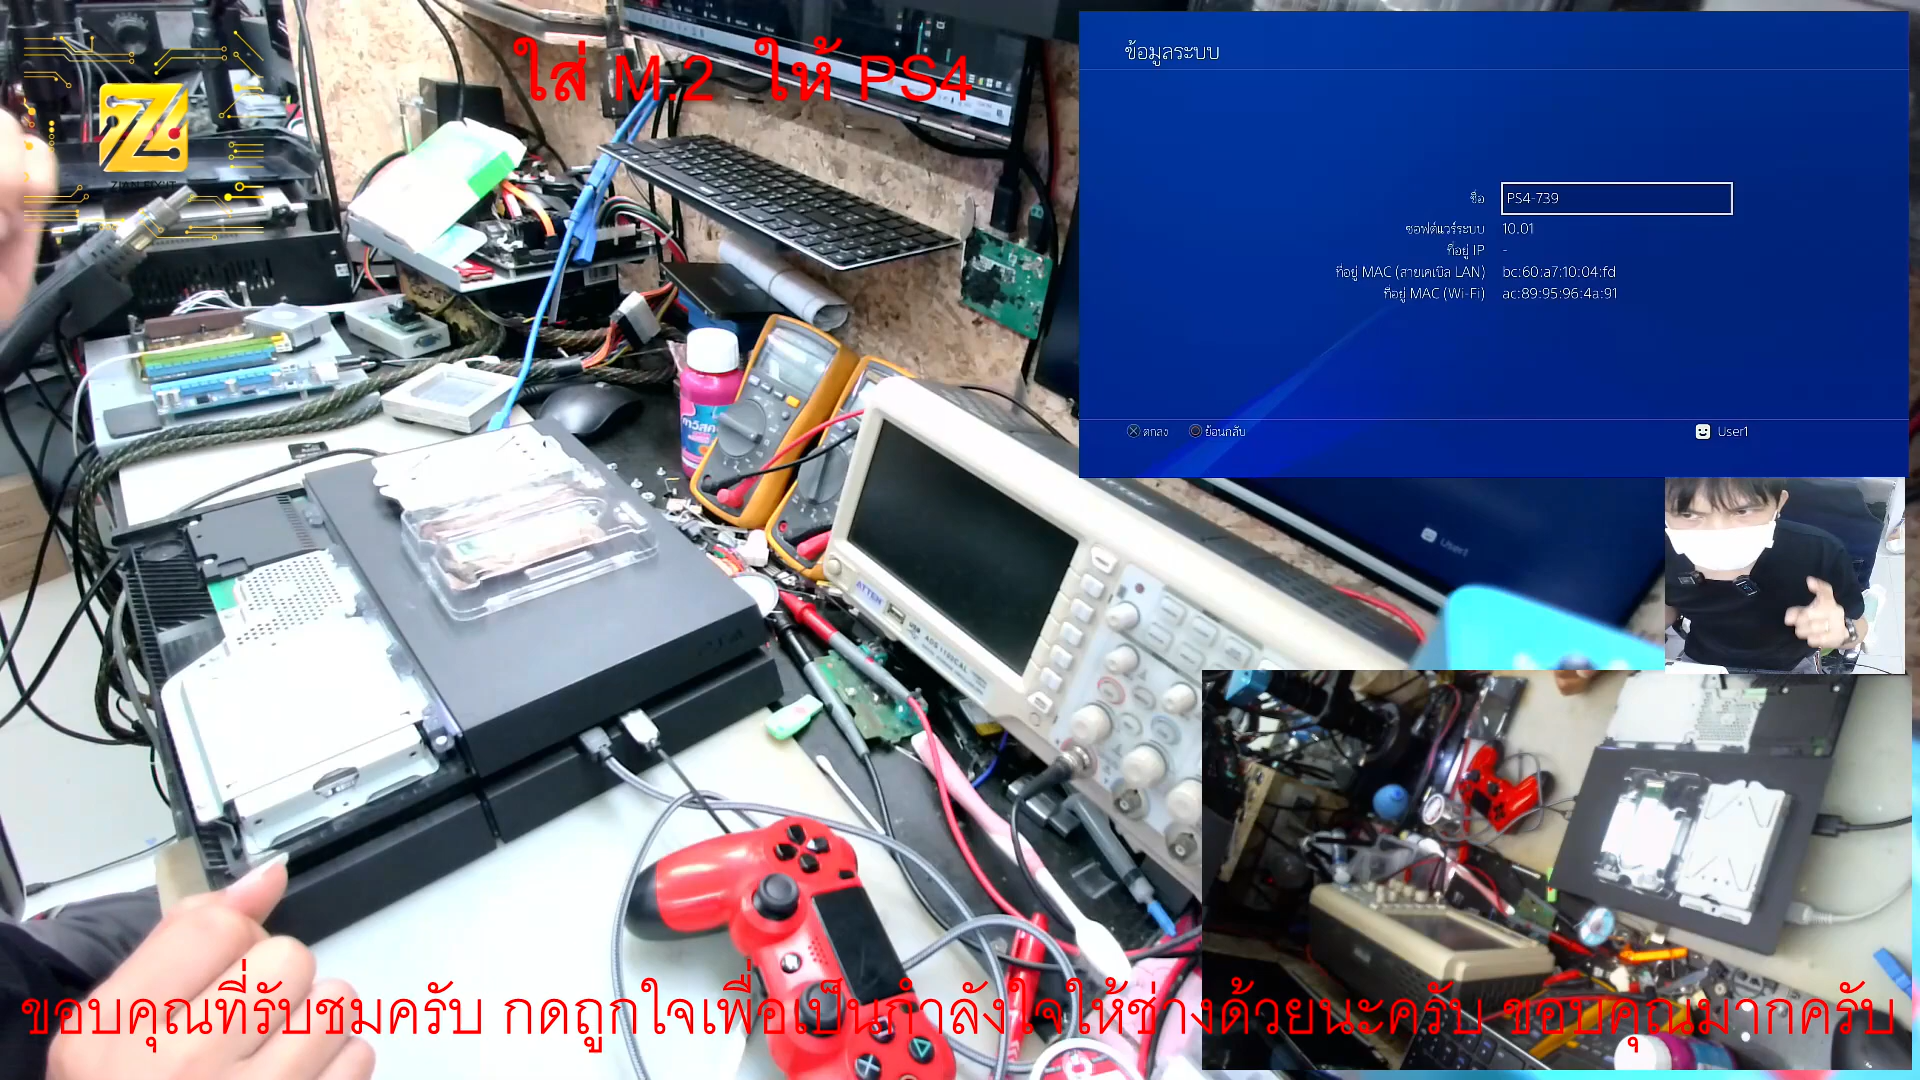 ใส่ M.2 ให้ PS4
ข้อมูลระบบ
ชื่อ PS4-739
ซอฟต์แวร์ระบบ 10.01
ที่อยู่ IP -
ที่อยู่ MAC (สายเคเบิล LAN) bc:60:a7:10:04:fd
ที่อยู่ MAC (Wi-Fi) ac:89:95:96:4a:91
ตกลง ย้อนกลับ User1
User1
ATTEN
USB
PS4
ขอบคุณที่รับชมครับ กดถูกใจเพื่อเป็นกำลังใจให้ช่างด้วยนะครับ ขอบคุณมากครับ